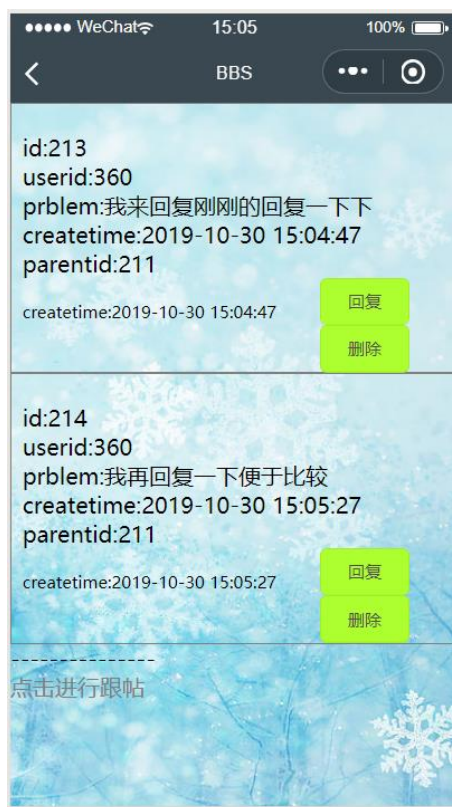 WeChat 15:05 100%
BBS
id:213
userid:360
prblem:我来回复刚刚的回复一下下
createtime:2019-10-30 15:04:47
parentid:211
createtime:2019-10-30 15:04:47
回复
删除
id:214
userid:360
prblem:我再回复一下便于比较
createtime:2019-10-30 15:05:27
parentid:211
createtime:2019-10-30 15:05:27
回复
删除
---------------
点击进行跟帖